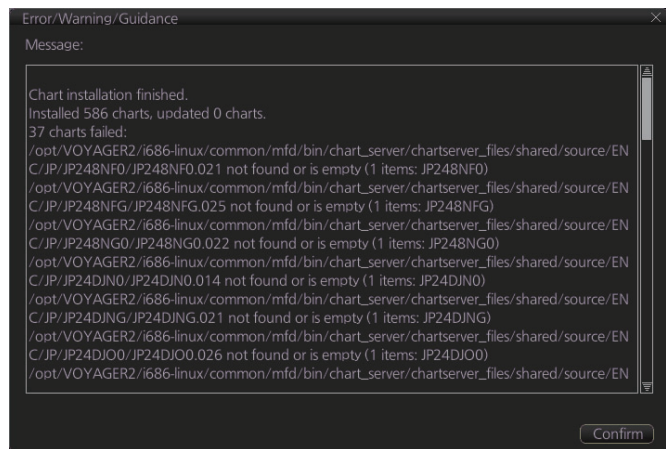 Error/Warning/Guidance
Message:
Chart installation finished.
Installed 586 charts, updated 0 charts.
37 charts failed:
/opt/VOYAGER2/i686-linux/common/mfd/bin/chart_server/chartserver_files/shared/source/EN
C/JP/JP248NF0/JP248NF0.021 not found or is empty (1 items: JP248NF0)
/opt/VOYAGER2/i686-linux/common/mfd/bin/chart_server/chartserver_files/shared/source/EN
C/JP/JP248NFG/JP248NFG.025 not found or is empty (1 items: JP248NFG)
/opt/VOYAGER2/i686-linux/common/mfd/bin/chart_server/chartserver_files/shared/source/EN
C/JP/JP248NG0/JP248NG0.022 not found or is empty (1 items: JP248NG0)
/opt/VOYAGER2/i686-linux/common/mfd/bin/chart_server/chartserver_files/shared/source/EN
C/JP/JP24DJN0/JP24DJN0.014 not found or is empty (1 items: JP24DJN0)
/opt/VOYAGER2/i686-linux/common/mfd/bin/chart_server/chartserver_files/shared/source/EN
C/JP/JP24DJNG/JP24DJNG.021 not found or is empty (1 items: JP24DJNG)
/opt/VOYAGER2/i686-linux/common/mfd/bin/chart_server/chartserver_files/shared/source/EN
C/JP/JP24DJO0/JP24DJO0.026 not found or is empty (1 items: JP24DJO0)
/opt/VOYAGER2/i686-linux/common/mfd/bin/chart_server/chartserver_files/shared/source/EN
Confirm